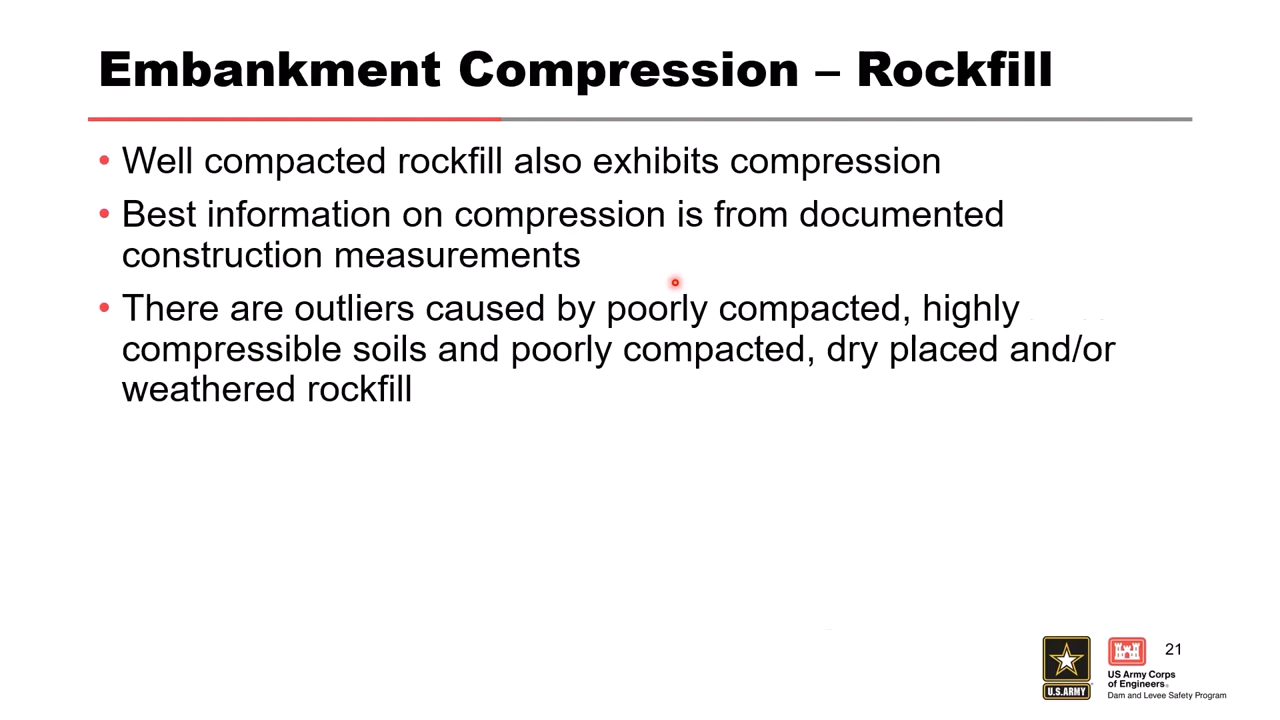 Embankment Compression – Rockfill
• Well compacted rockfill also exhibits compression
• Best information on compression is from documented
construction measurements
• There are outliers caused by poorly compacted, highly
compressible soils and poorly compacted, dry placed and/or
weathered rockfill
21
U.S.ARMY
US Army Corps
of Engineers®
Dam and Levee Safety Program